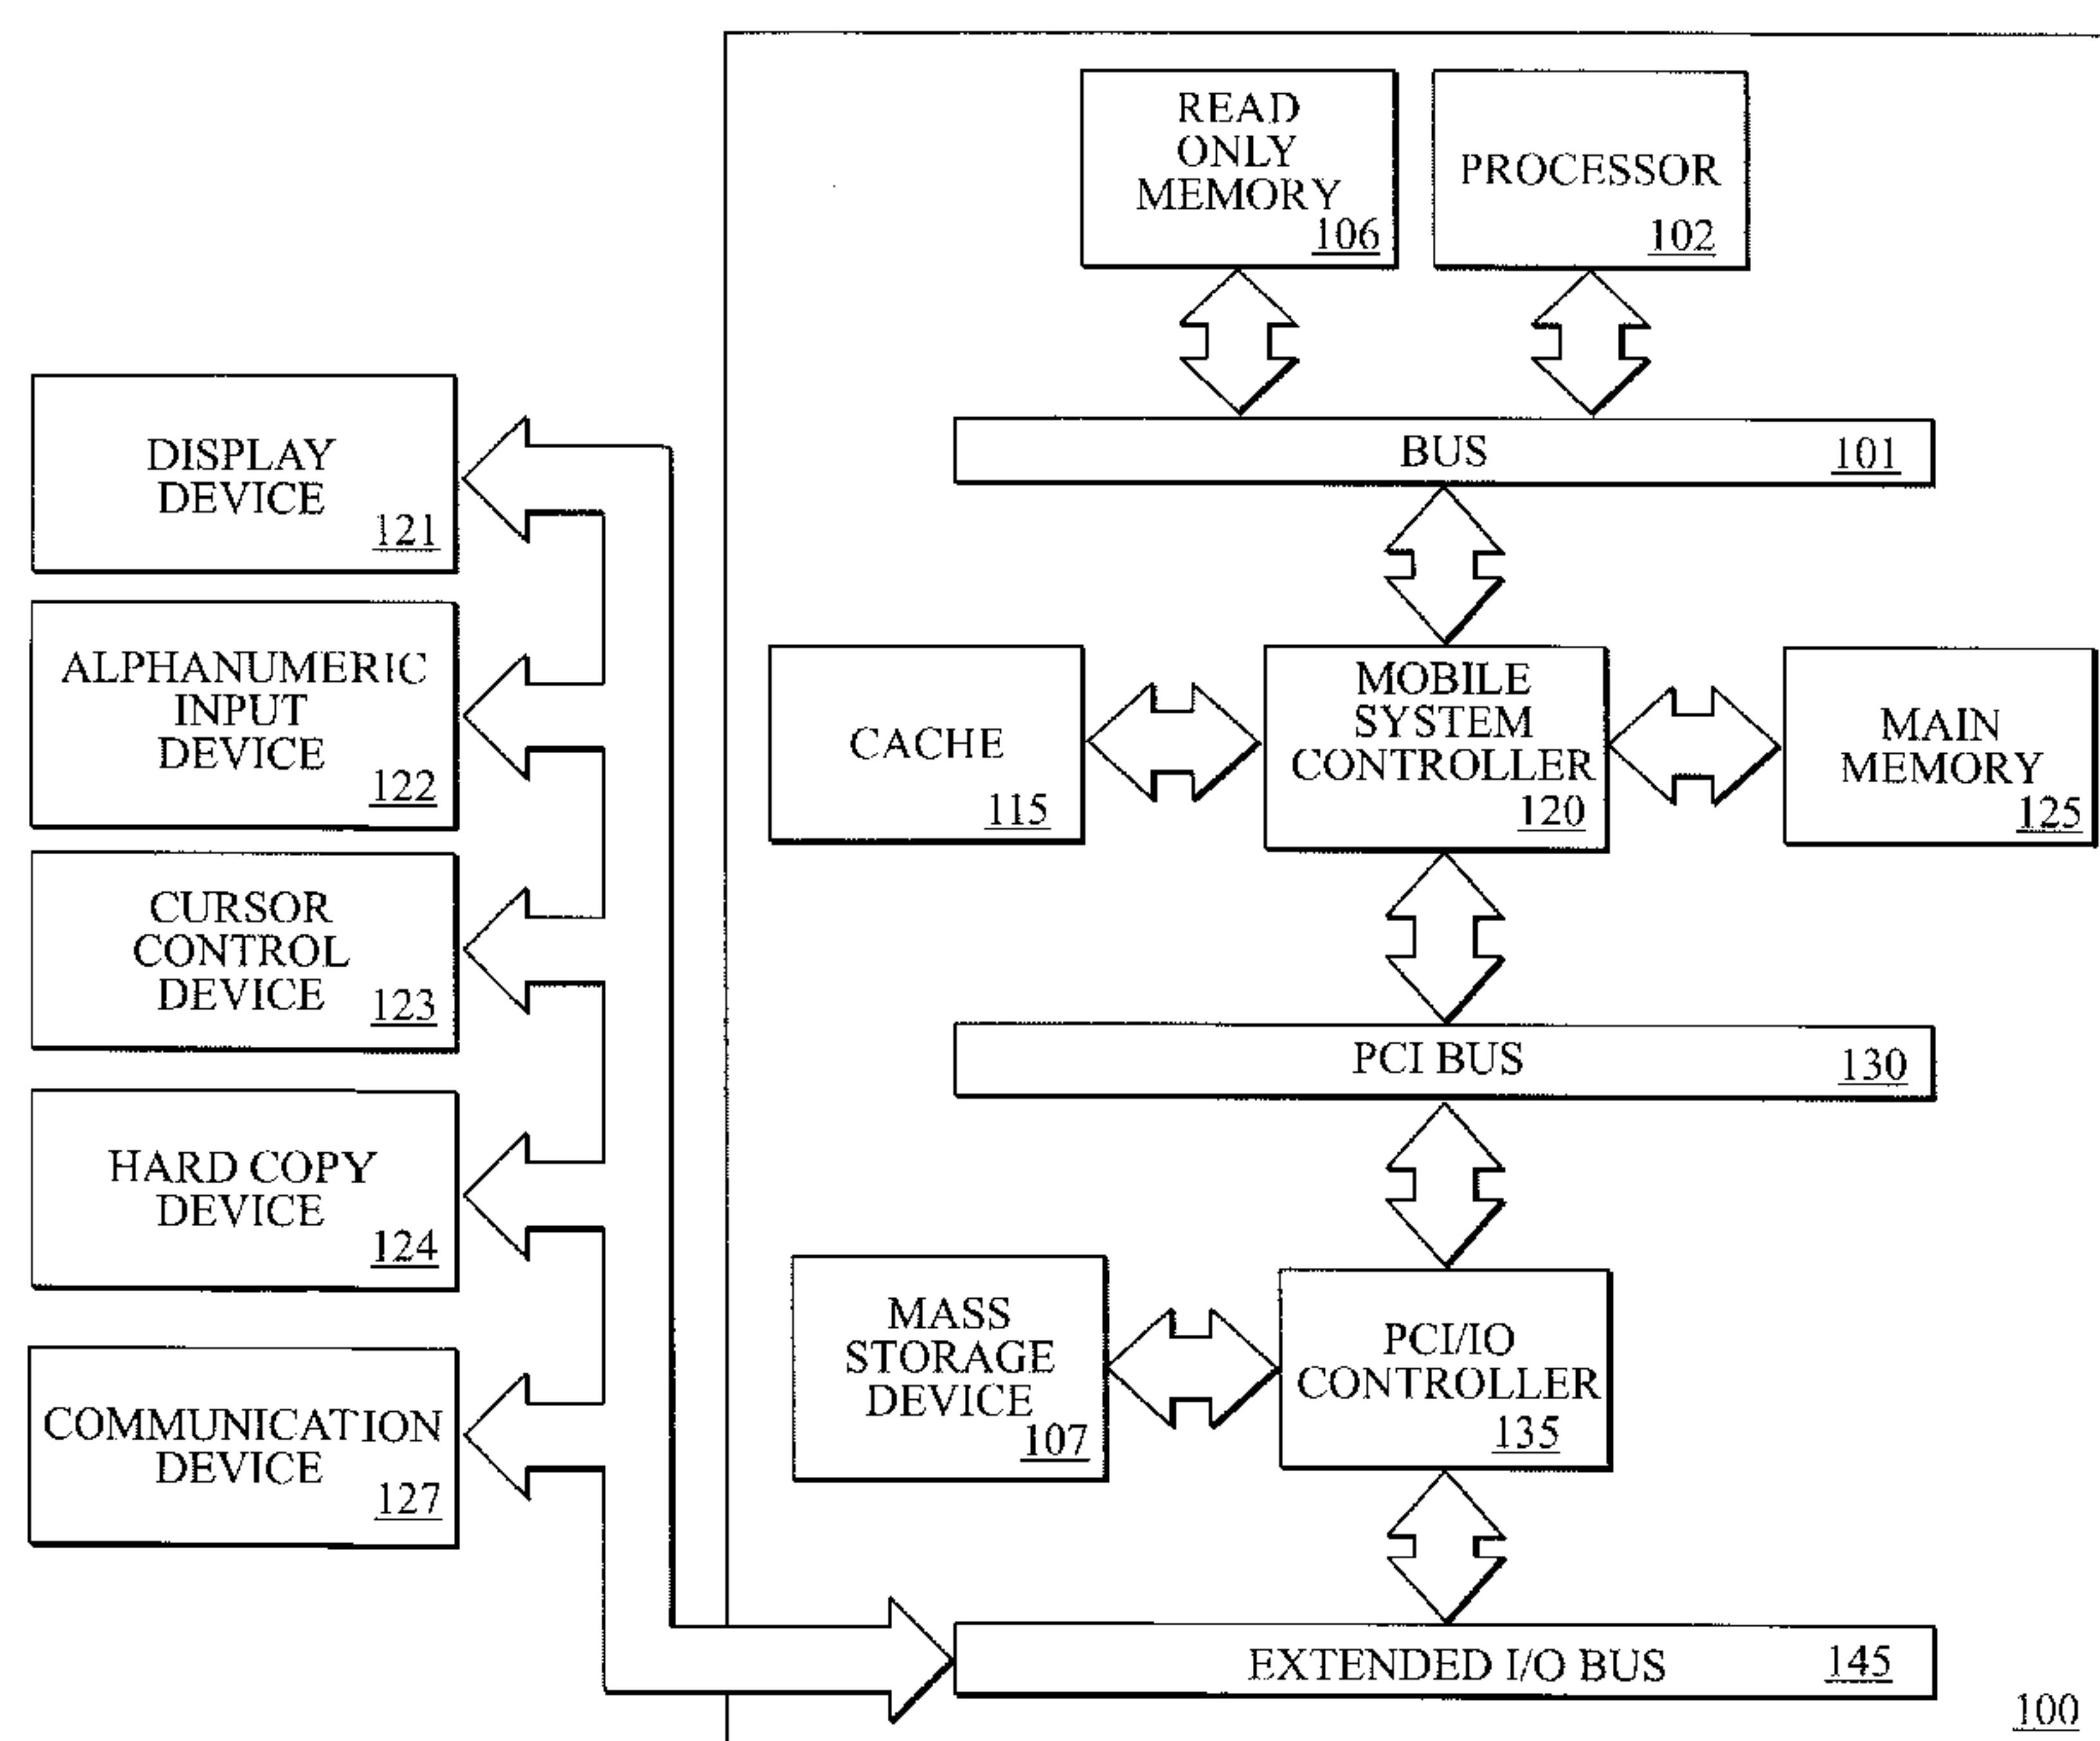 READ
ONLY
MEMORY
106
PROCESSOR
102
BUS
101
DISPLAY
DEVICE
121
ALPHANUMERIC
INPUT
DEVICE
122
CURSOR
CONTROL
DEVICE
123
HARD COPY
DEVICE
124
COMMUNICATION
DEVICE
127
CACHE
115
MOBILE
SYSTEM
CONTROLLER
120
MAIN
MEMORY
125
PCI BUS
130
MASS
STORAGE
DEVICE
107
PCI/IO
CONTROLLER
135
EXTENDED I/O BUS
145
100